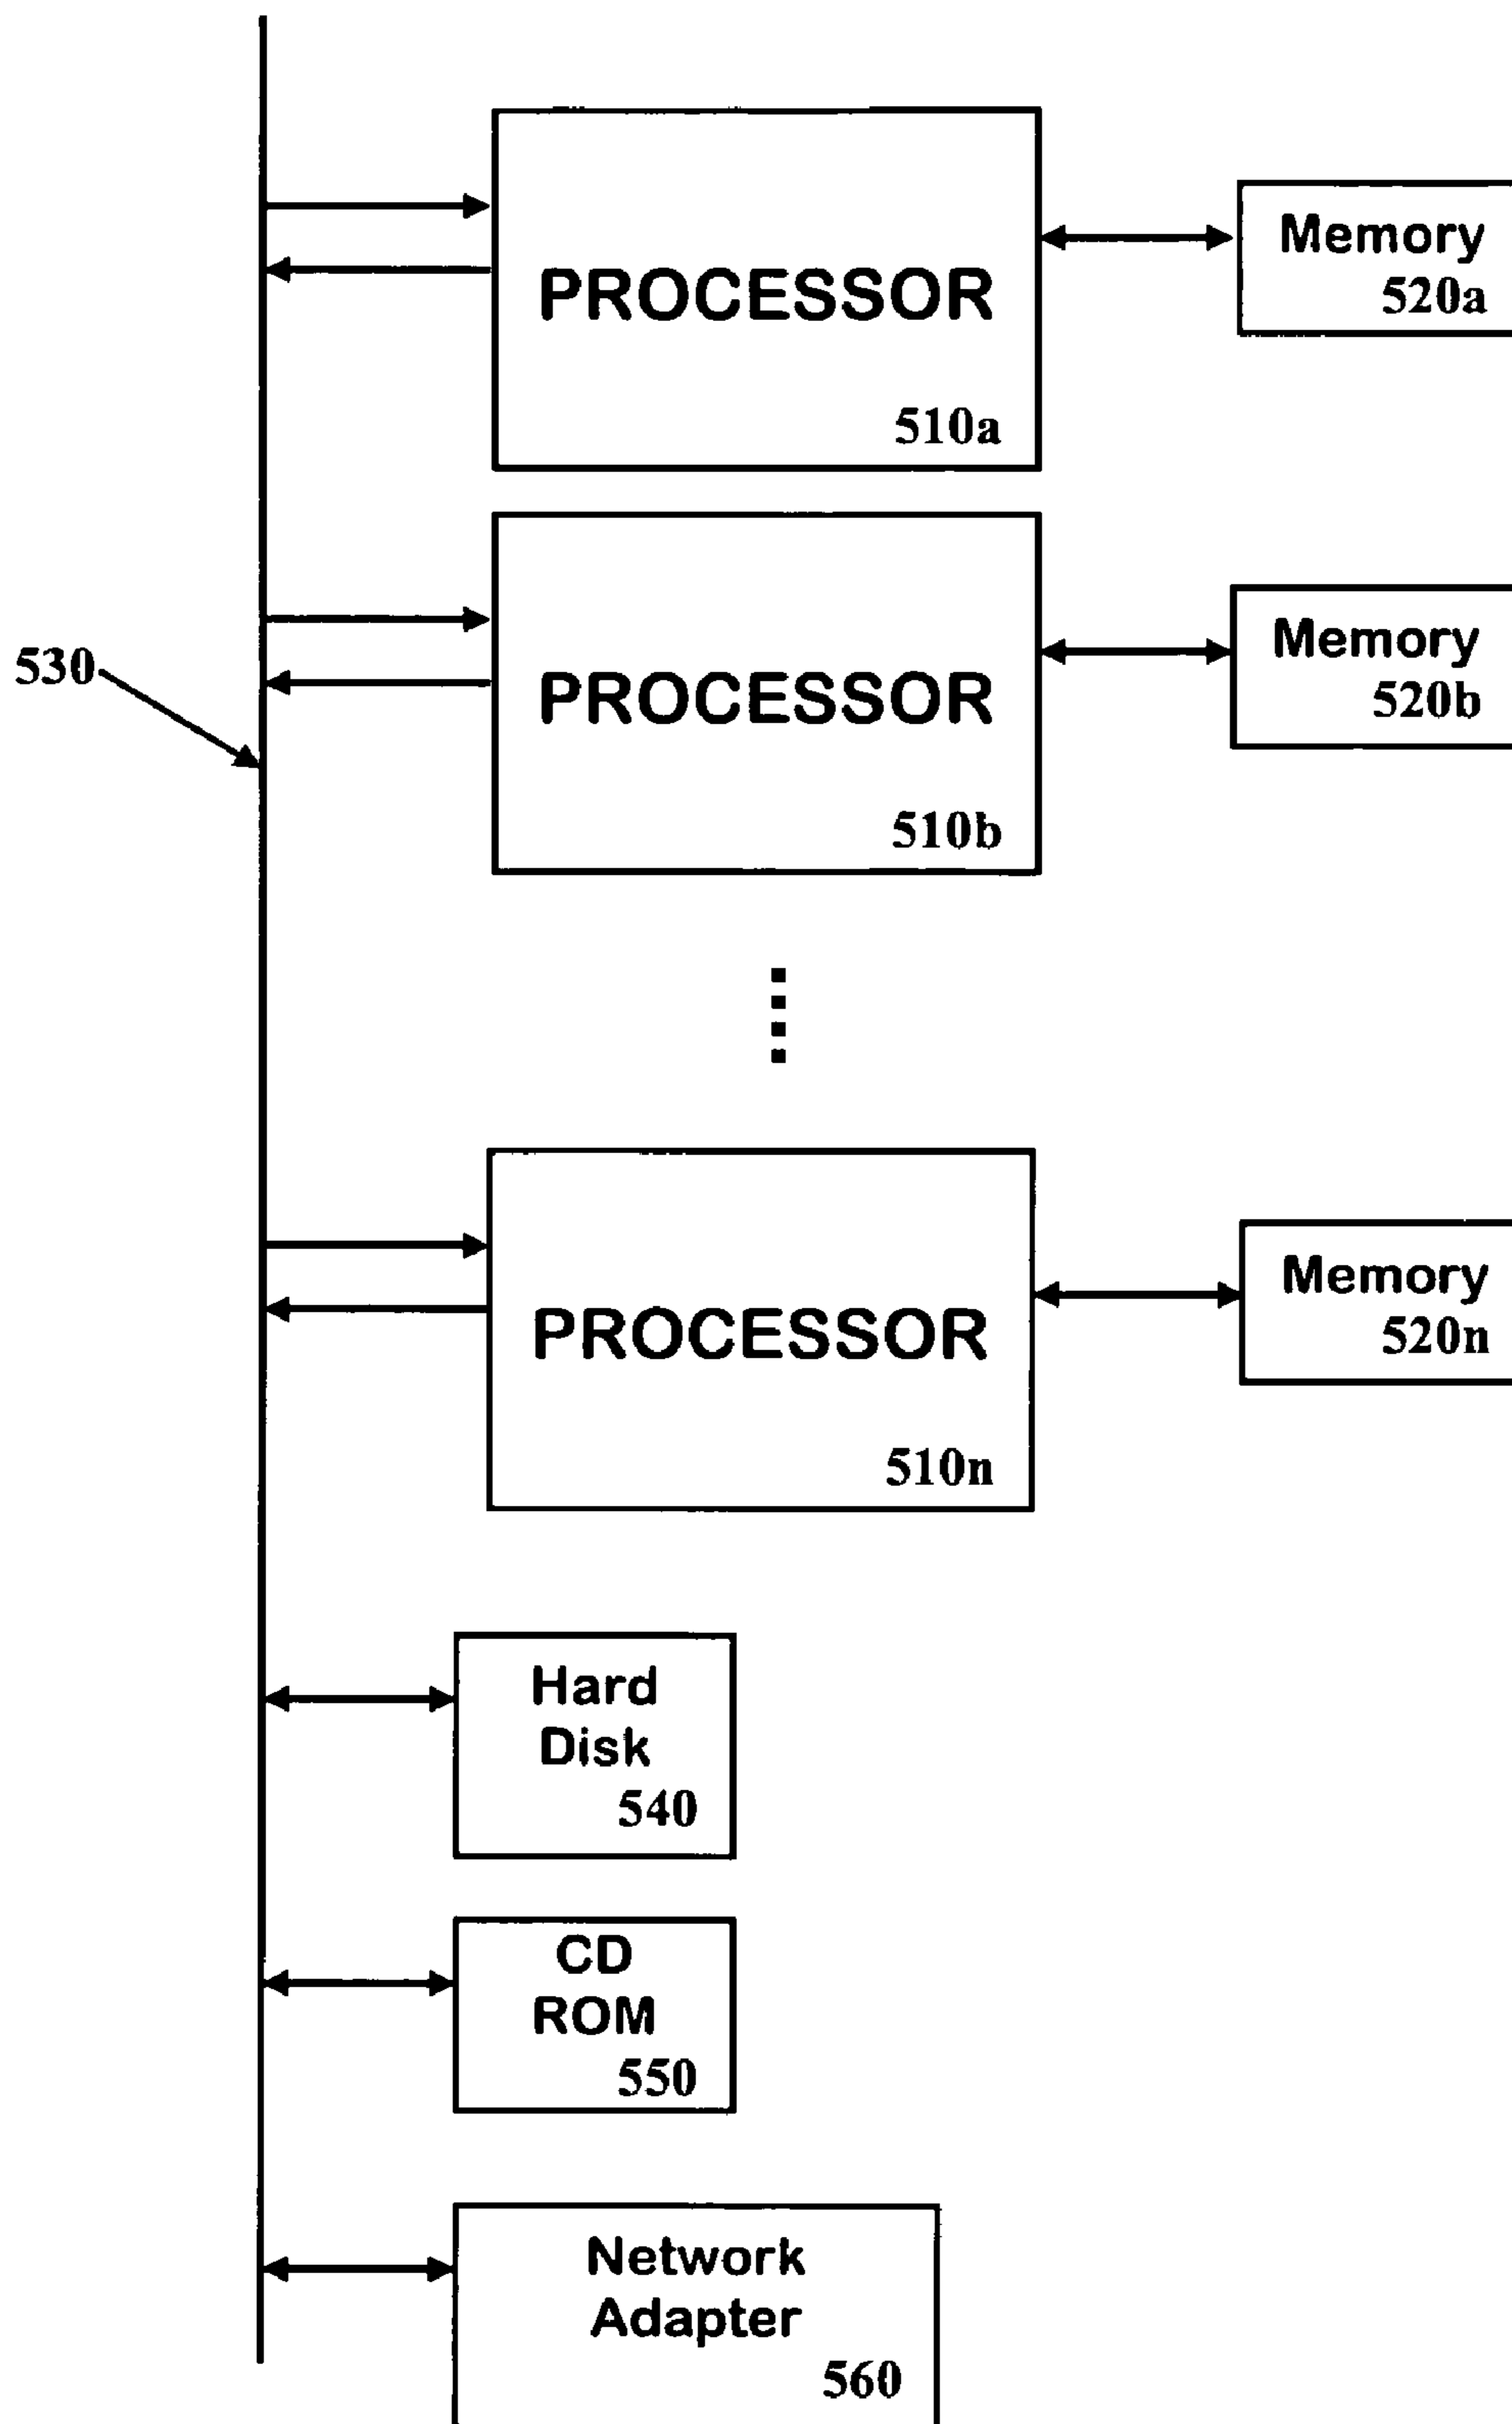 PROCESSOR
510a
Memory
520a
530
PROCESSOR
510b
Memory
520b
PROCESSOR
510n
Memory
520n
Hard
Disk
540
CD
ROM
550
Network
Adapter
560